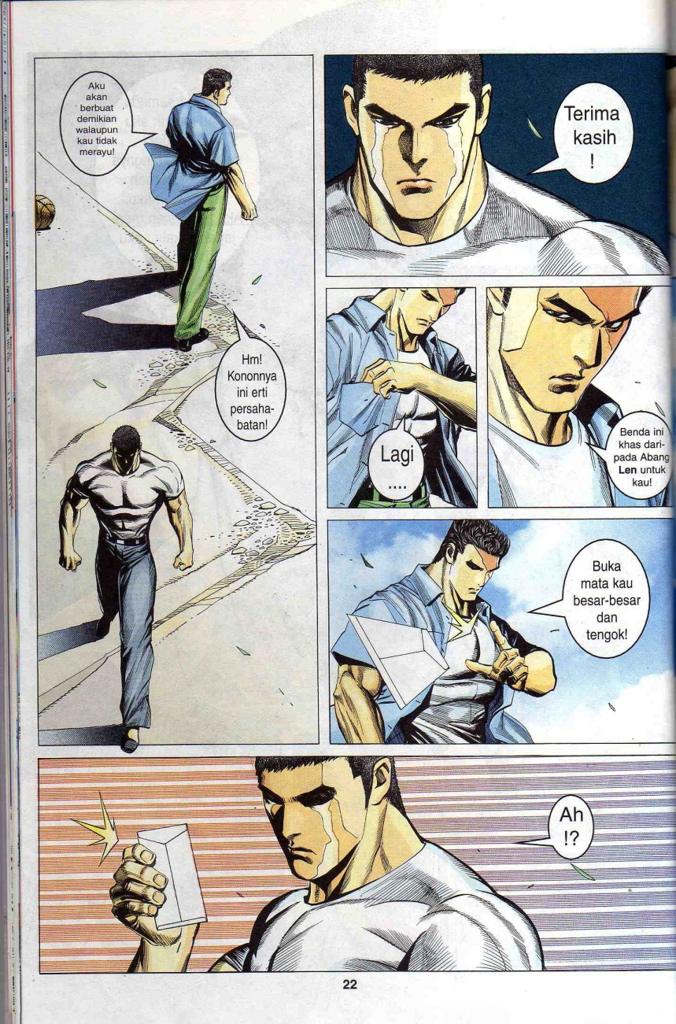 Aku
akan
berbuat
demikian
walaupun
kau tidak
merayu!
Hm!
Kononnya
ini erti
persaha-
batan!
Terima
kasih
!
Lagi
....
Benda ini
khas dari-
pada Abang
Len untuk
kau!
Buka
mata kau
besar-besar
dan
tengok!
Ah
!?
22